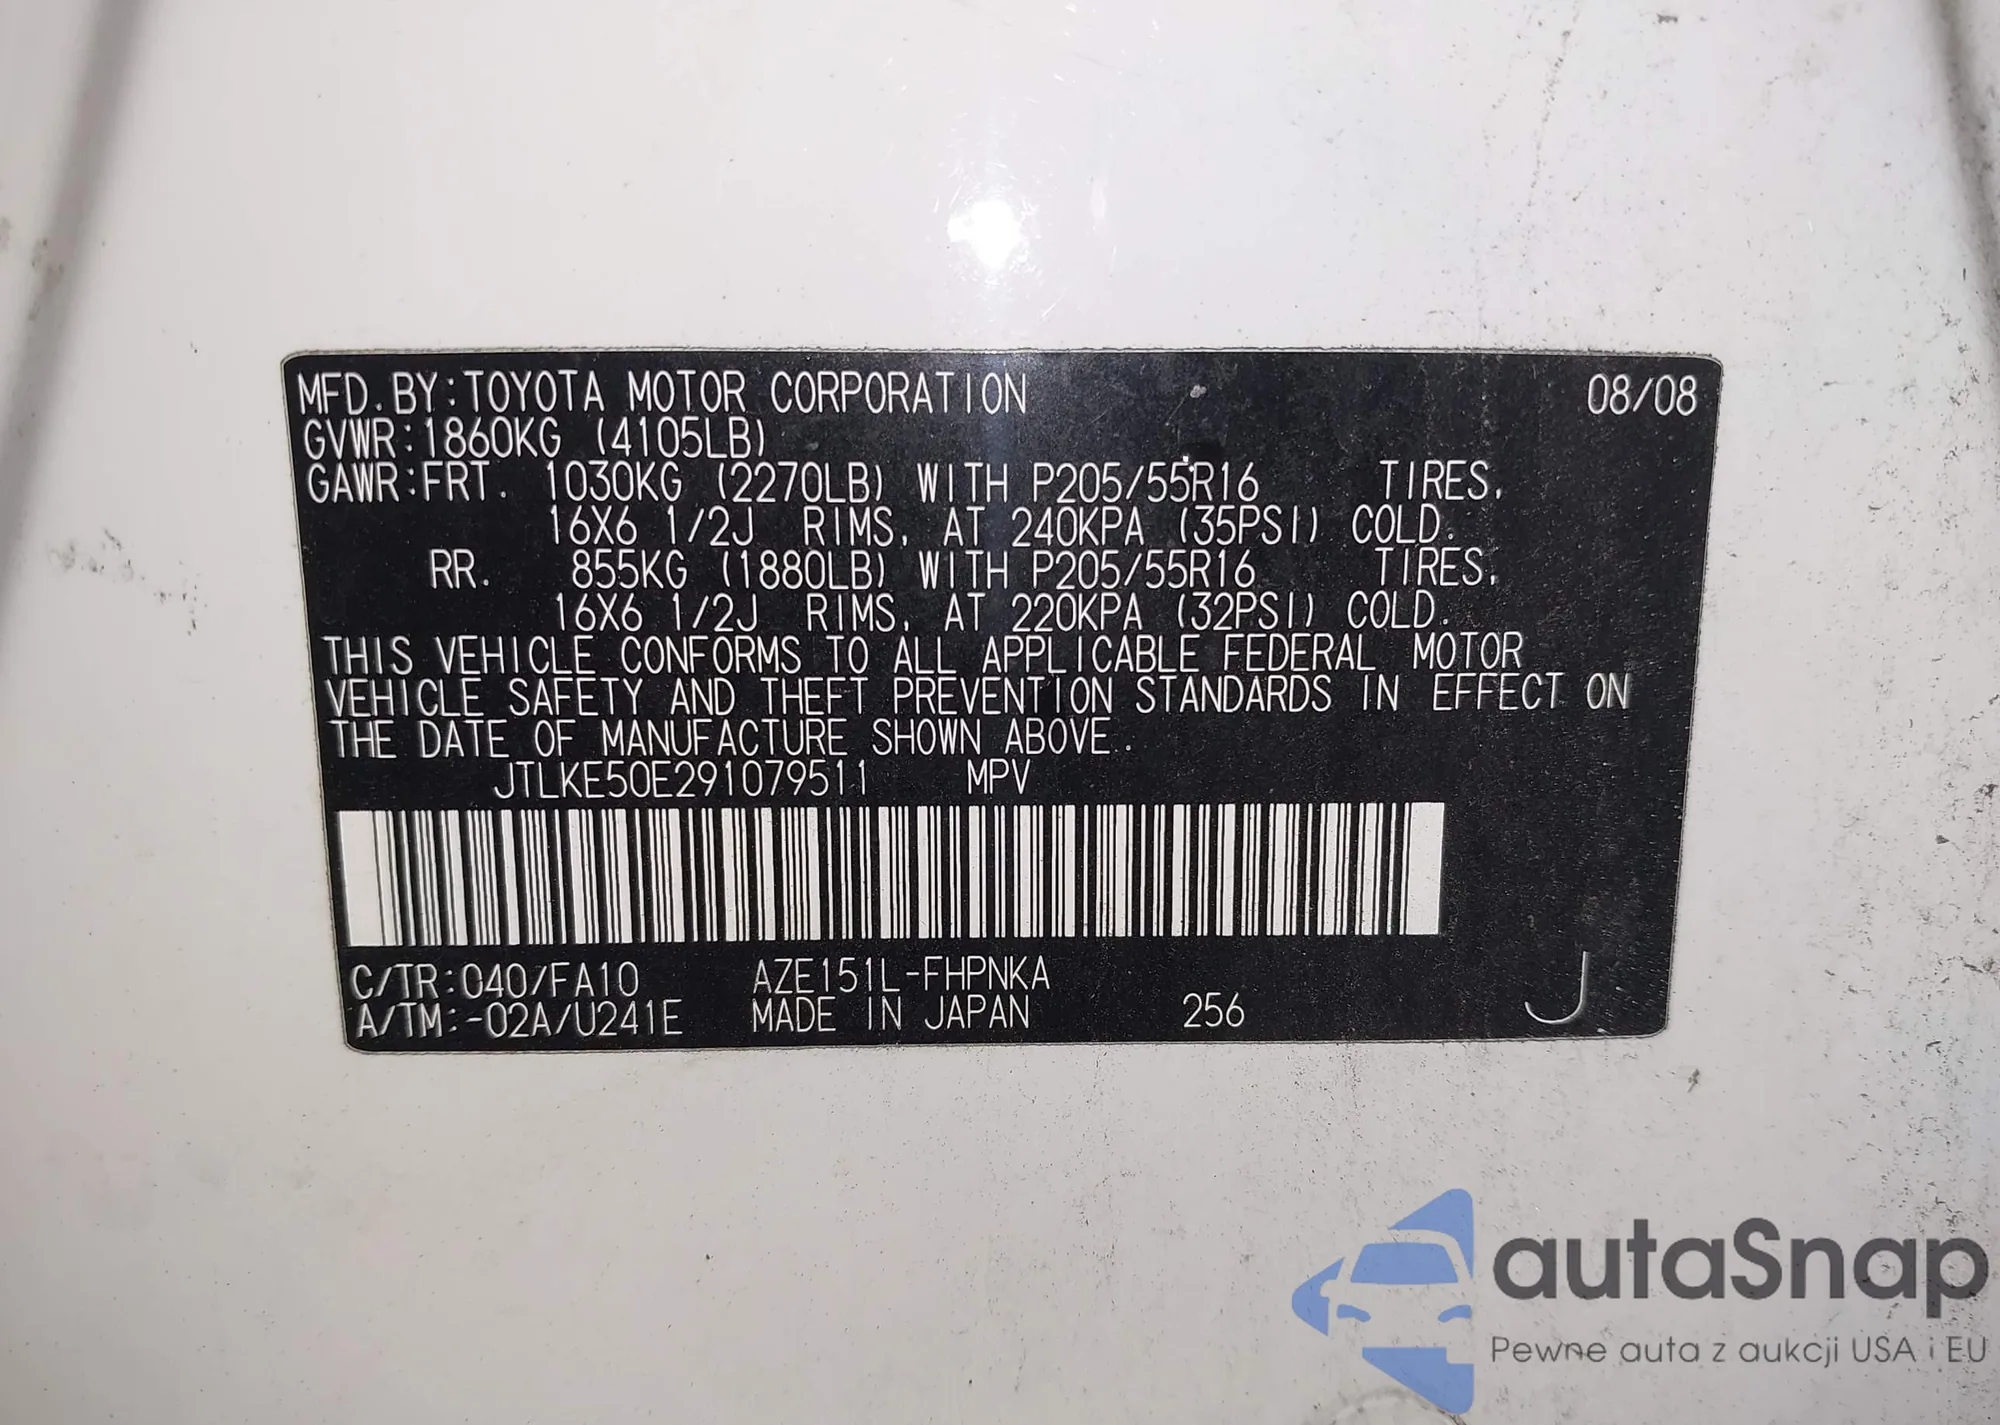 MFD. BY: TOYOTA MOTOR CORPORATION 08/08
GVWR: 1860KG (4105LB)
GAWR: FRT. 1030KG (2270LB) WITH P205/55R16 TIRES,
16X6 1/2J RIMS, AT 240KPA (35PSI) COLD.
RR. 855KG (1880LB) WITH P205/55R16 TIRES,
16X6 1/2J RIMS, AT 220KPA (32PSI) COLD.
THIS VEHICLE CONFORMS TO ALL APPLICABLE FEDERAL MOTOR
VEHICLE SAFETY AND THEFT PREVENTION STANDARDS IN EFFECT ON
THE DATE OF MANUFACTURE SHOWN ABOVE.
JTLKE50E291079511 MPV
C/TR: 040/FA10 AZE151L-FHPNKA
A/TM: -02A/U241E MADE IN JAPAN 256 J
autaSnap
Pewne auta z aukcji USA i EU